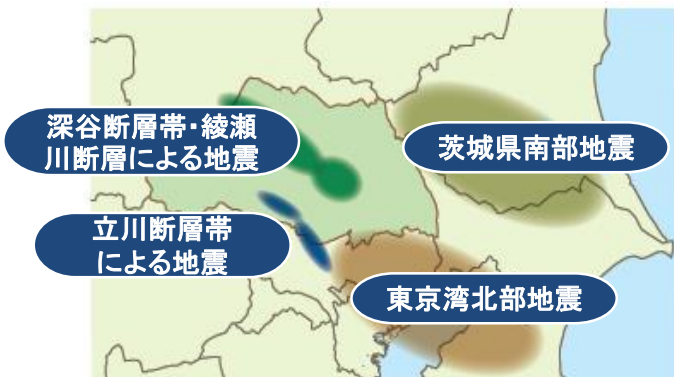 深谷断層帯・綾瀬
川断層による地震
茨城県南部地震
立川断層帯
による地震
東京湾北部地震